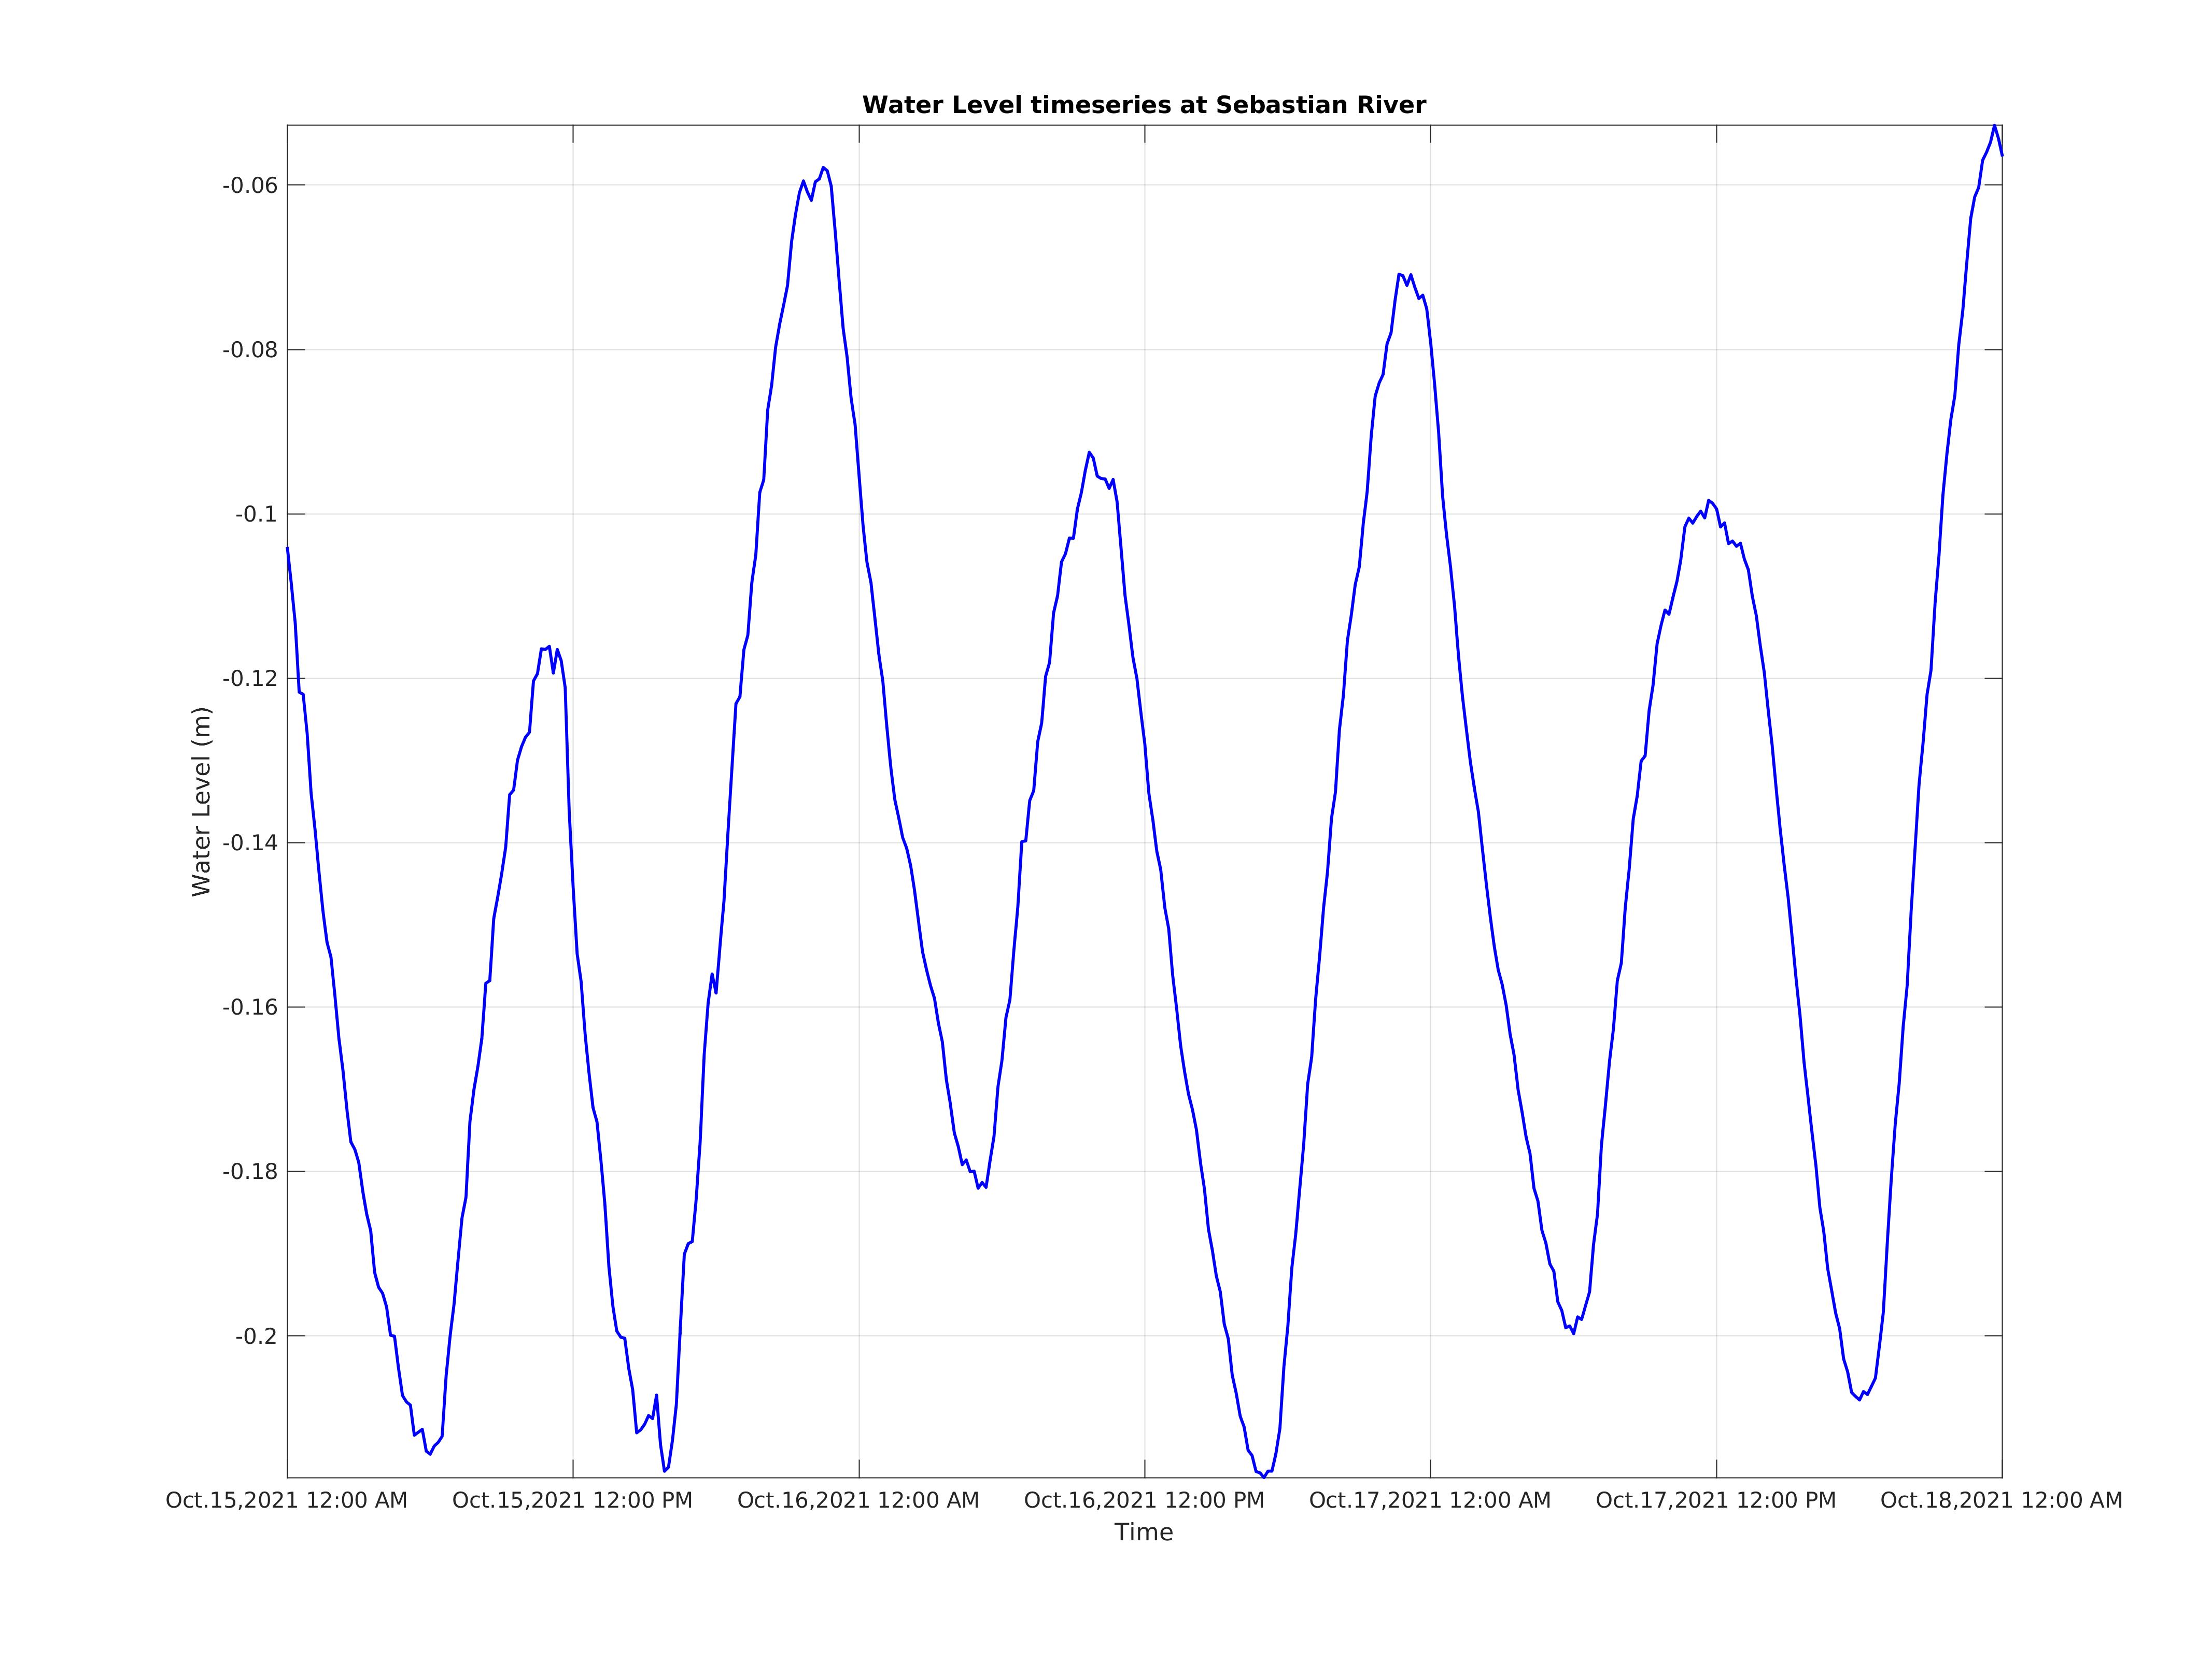 Water Level timeseries at Sebastian River
-0.06
-0.08
-0.1
-0.12
-0.14
-0.16
-0.18
-0.2
Water Level (m)
Oct.15,2021 12:00 AM Oct.15,2021 12:00 PM Oct.16,2021 12:00 AM Oct.16,2021 12:00 PM Oct.17,2021 12:00 AM Oct.17,2021 12:00 PM Oct.18,2021 12:00 AM
Time